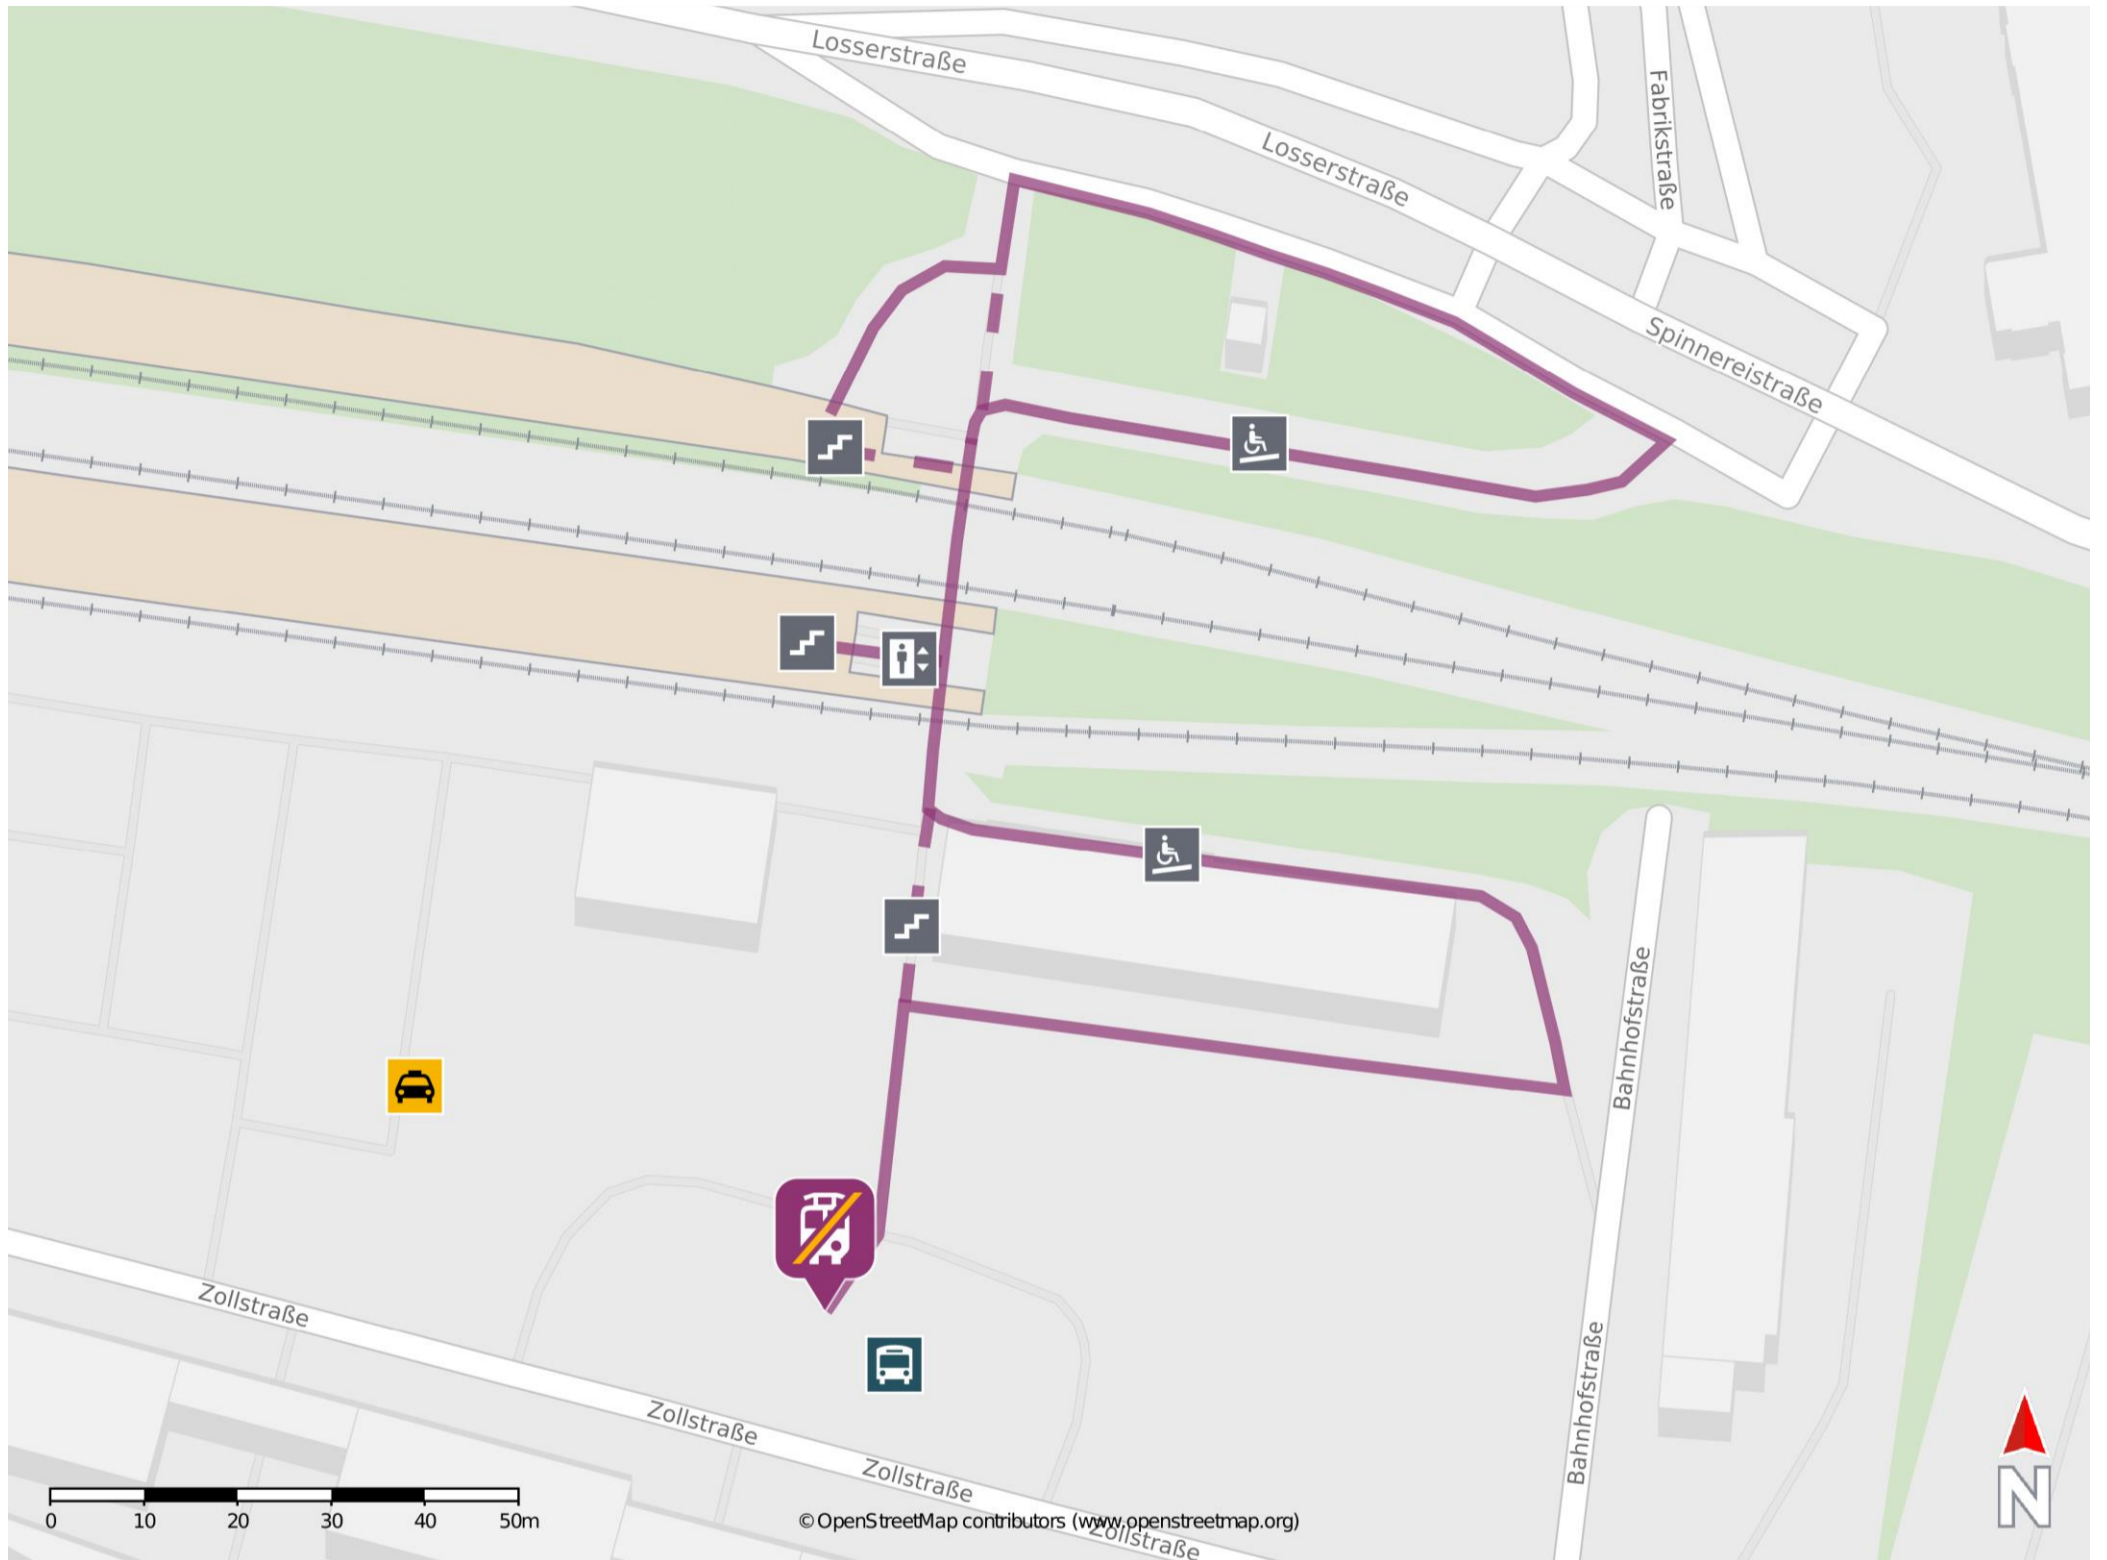 Losserstraße
Losserstraße
Fabrikstraße
Spinnereistraße
Bahnhofstraße
Bahnhofstraße
Zollstraße
Zollstraße
Zollstraße
Zollstraße
0 10 20 30 40 50m
© OpenStreetMap contributors (www.openstreetmap.org)
N